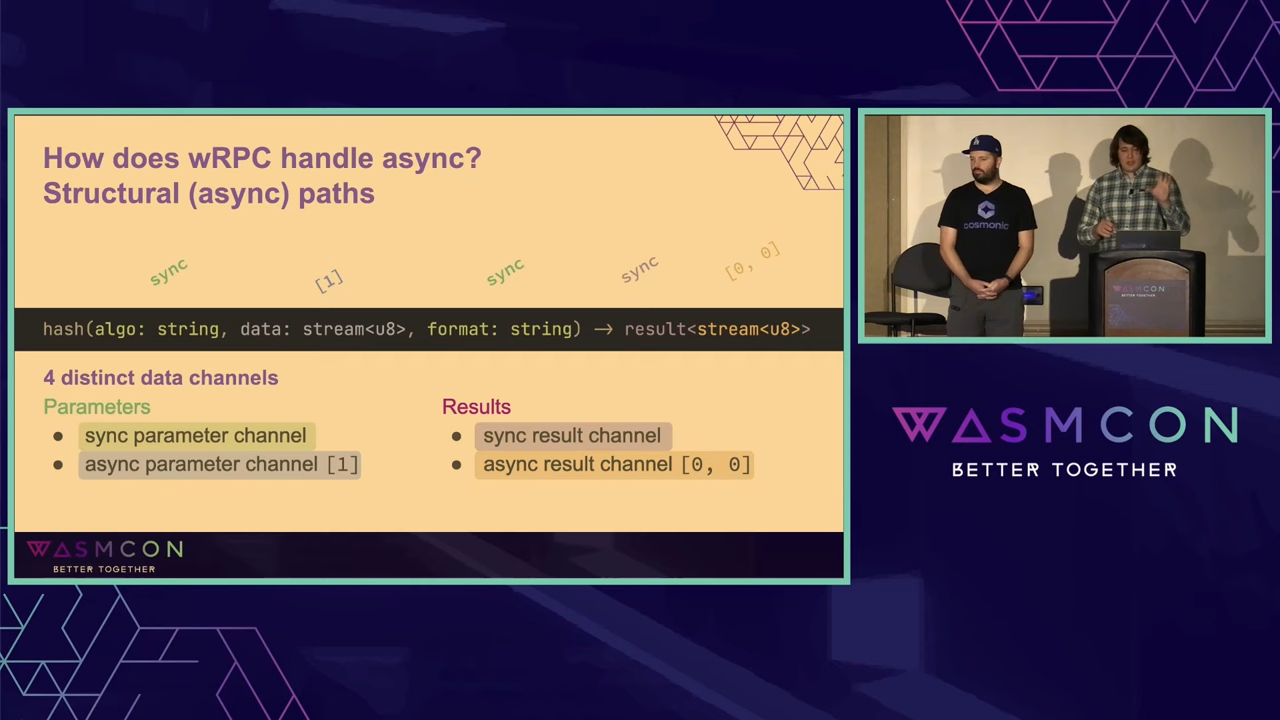 How does wRPC handle async?
Structural (async) paths
sync
[1]
sync
sync
[0, 0]
hash(algo: string, data: stream<u8>, format: string) → result<stream<u8>>
4 distinct data channels
Parameters
• sync parameter channel
• async parameter channel [1]
Results
• sync result channel
• async result channel [0, 0]
WASMCON
BETTER TOGETHER
cosmonic
WASMCON
WASMCON
BETTER TOGETHER